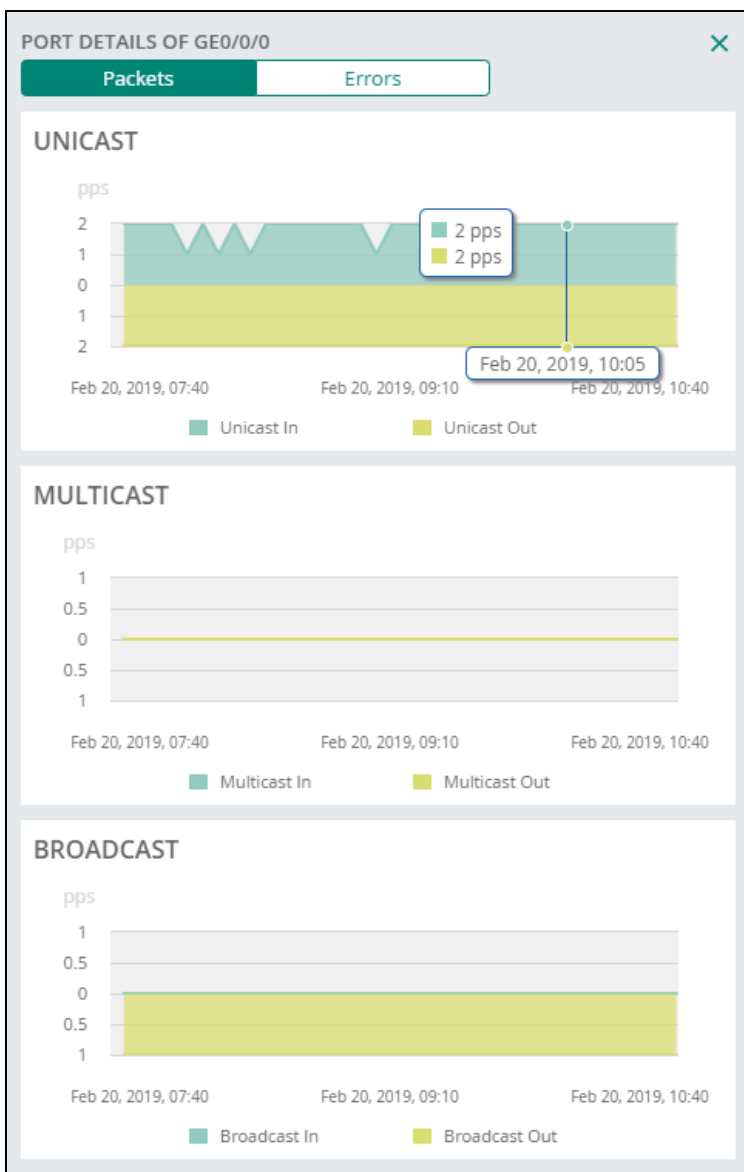 PORT DETAILS OF GE0/0/0
Packets Errors
UNICAST
pps
2
1
0
1
2
2 pps
2 pps
Feb 20, 2019, 10:05
Feb 20, 2019, 07:40 Feb 20, 2019, 09:10 Feb 20, 2019, 10:40
Unicast In Unicast Out
MULTICAST
pps
1
0.5
0
0.5
1
Feb 20, 2019, 07:40 Feb 20, 2019, 09:10 Feb 20, 2019, 10:40
Multicast In Multicast Out
BROADCAST
pps
1
0.5
0
0.5
1
Feb 20, 2019, 07:40 Feb 20, 2019, 09:10 Feb 20, 2019, 10:40
Broadcast In Broadcast Out